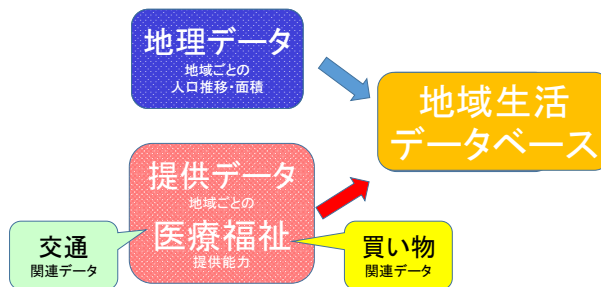 地理データ
地域ごとの
人口推移・面積
地域生活
データベース
提供データ
地域ごとの
医療福祉
提供能力
交通
関連データ
買い物
関連データ